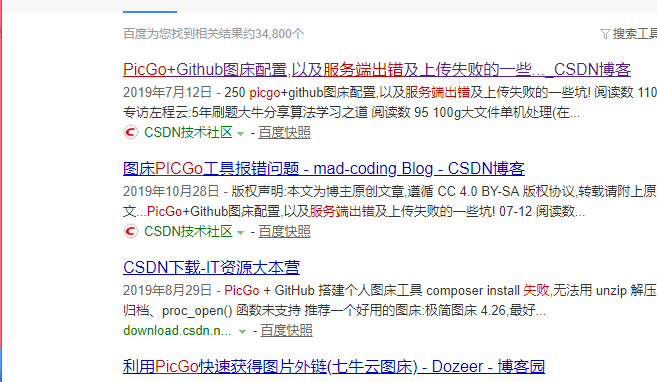 百度为您找到相关结果约34,800个
搜索工具
PicGo+Github图床配置,以及服务端出错及上传失败的一些..._CSDN博客
2019年7月12日 - 250 picgo+github图床配置,以及服务端出错及上传失败的一些坑! 阅读数 110
专访左程云:5年刷题大牛分享算法学习之道 阅读数 95 100g大文件单机处理(在...
CSDN技术社区 - 百度快照
图床PICGo工具报错问题 - mad-coding Blog - CSDN博客
2019年10月28日 - 版权声明:本文为博主原创文章,遵循 CC 4.0 BY-SA 版权协议,转载请附上原
文...PicGo+Github图床配置,以及服务端出错及上传失败的一些坑! 07-12 阅读数...
CSDN技术社区 - 百度快照
CSDN下载-IT资源大本营
2019年8月29日 - PicGo + GitHub 搭建个人图床工具 composer install 失败,无法用 unzip 解压
归档、proc_open() 函数未支持 推荐一个好用的图床:极简图床 4.26,最好...
download.csdn.n... - 百度快照
利用PicGo快速获得图片外链(七牛云图床) - Dozeer - 博客园